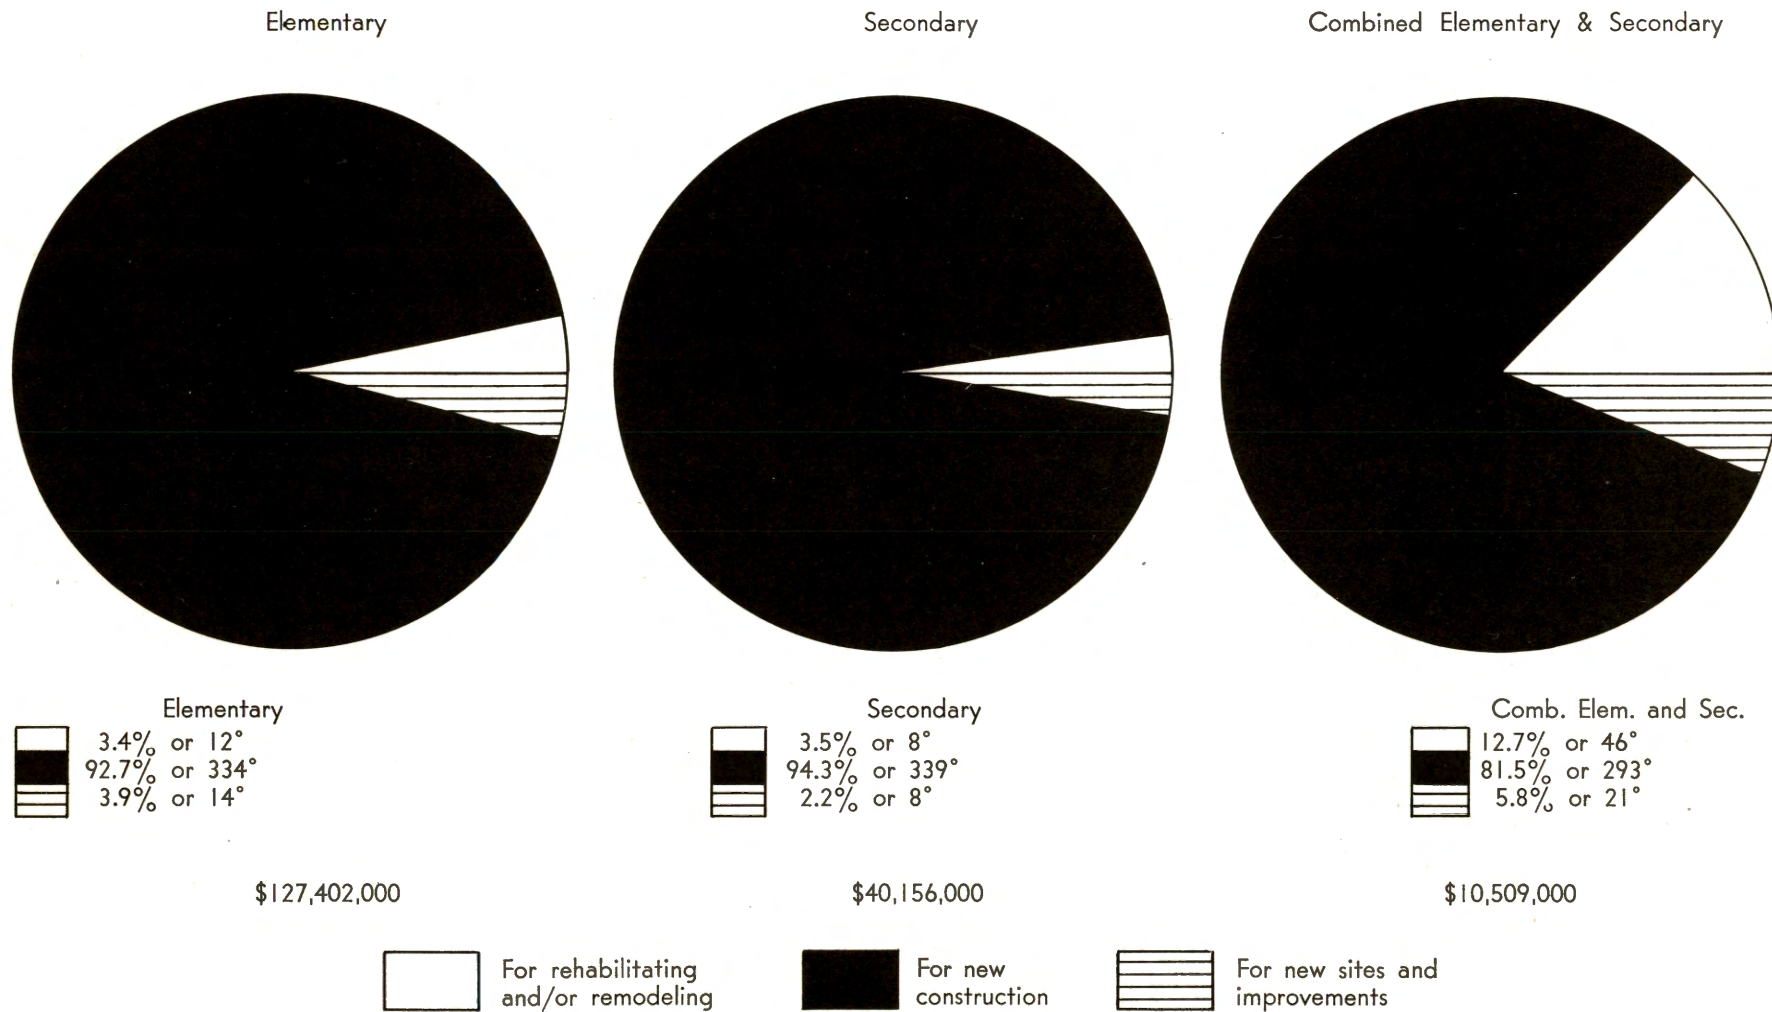 Elementary
Secondary
Combined Elementary & Secondary
Elementary
3.4% or 12°
92.7% or 334°
3.9% or 14°
Secondary
3.5% or 8°
94.3% or 339°
2.2% or 8°
Comb. Elem. and Sec.
12.7% or 46°
81.5% or 293°
5.8% or 21°
$127,402,000
$40,156,000
$10,509,000
For rehabilitating
and/or remodeling
For new
construction
For new sites and
improvements